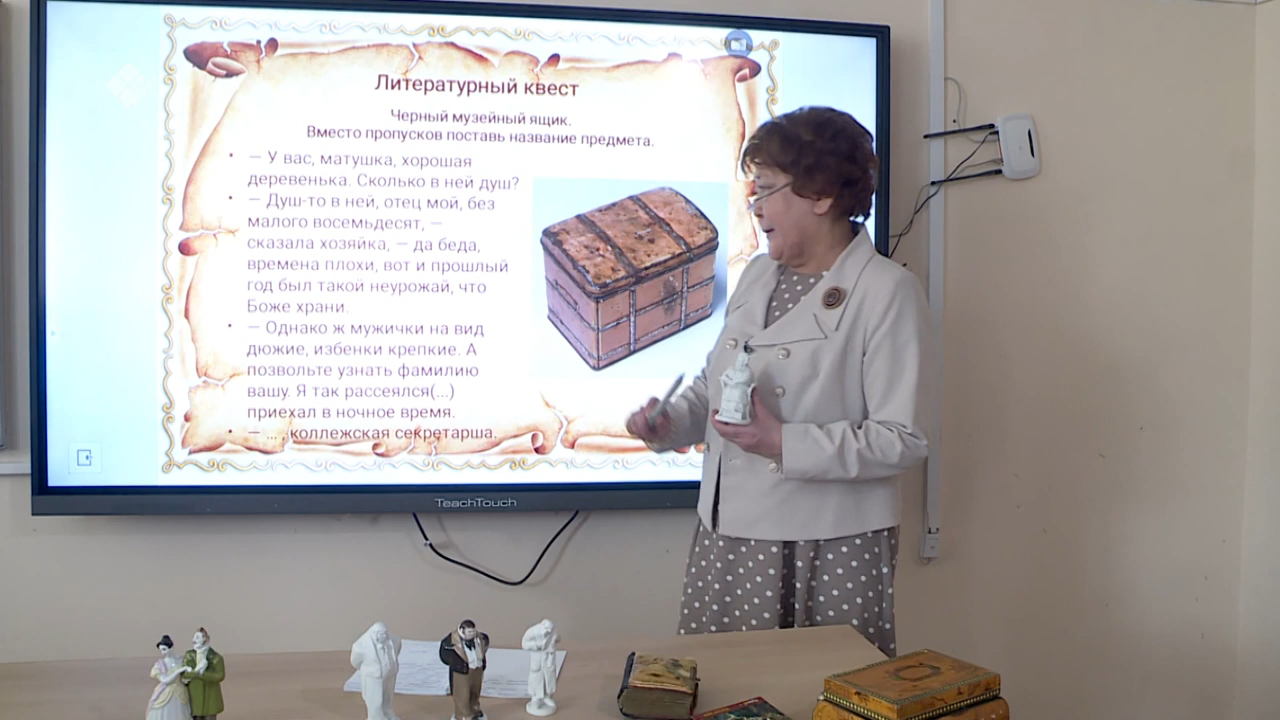 Литературный квест
Черный музейный ящик.
Вместо пропусков поставь название предмета.
• — У вас, матушка, хорошая
деревенька. Сколько в ней душ?
• — Душ-то в ней, отец мой, без
малого восемьдесят, —
сказала хозяйка, — да беда,
времена плохи, вот и прошлый
год был такой неурожай, что
Боже храни.
• — Однако ж мужички на вид
дюжие, избенки крепкие. А
позвольте узнать фамилию
вашу. Я так рассеялся(...)
приехал в ночное время.
• — ... , коллежская секретарша.
TeachTouch